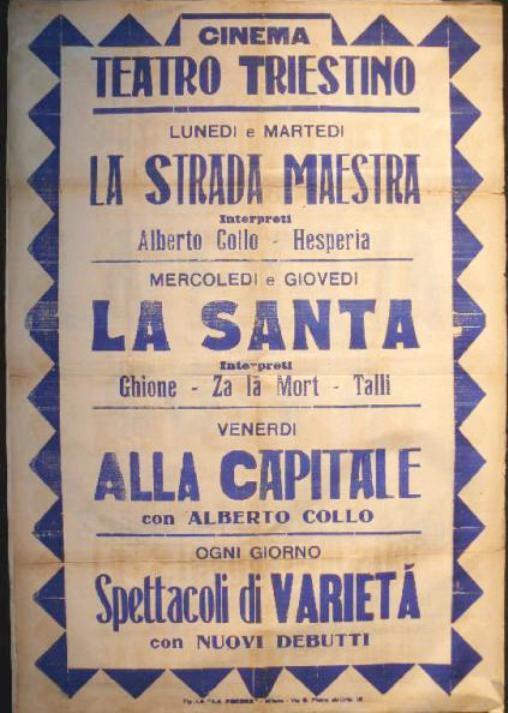 CINEMA
TEATRO TRIESTINO
LUNEDI e MARTEDI
LA STRADA MAESTRA
Interpreti
Alberto Collo - Hesperia
MERCOLEDI e GIOVEDI
LA SANTA
Interpreti
Ghione - Za là Mort - Talli
VENERDI
ALLA CAPITALE
con ALBERTO COLLO
OGNI GIORNO
Spettacoli di VARIETÁ
con NUOVI DEBUTTI